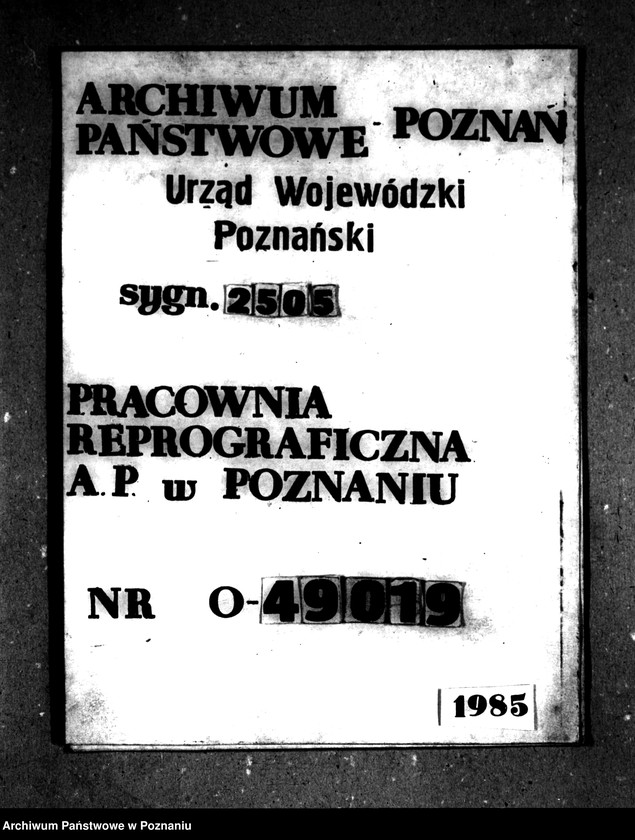 ARCHIWUM
PAŃSTWOWE - POZNAŃ
Urząd Wojewódzki
Poznański
sygn. 2505
PRACOWNIA
REPROGRAFICZNA
A.P. w POZNANIU
NR O-49019
1985
Archiwum Państwowe w Poznaniu